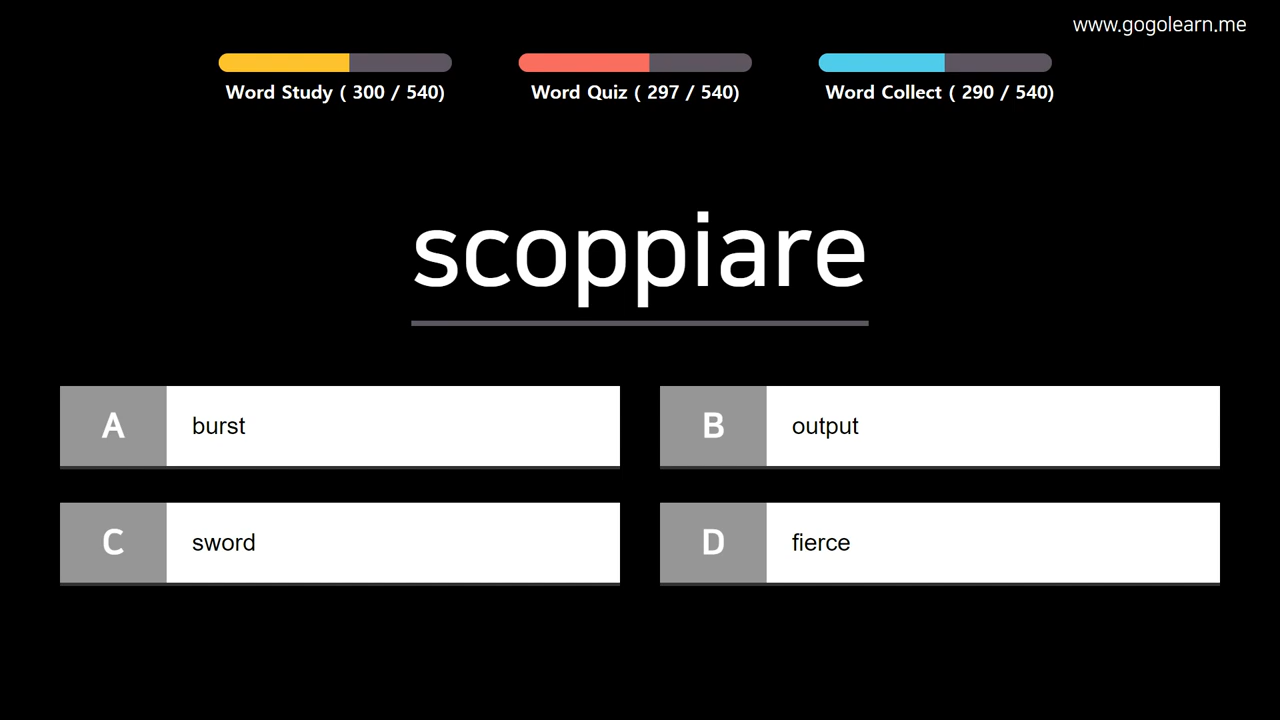 www.gogolearn.me
Word Study ( 300 / 540)
Word Quiz ( 297 / 540)
Word Collect ( 290 / 540)
scoppiare
A burst
B output
C sword
D fierce